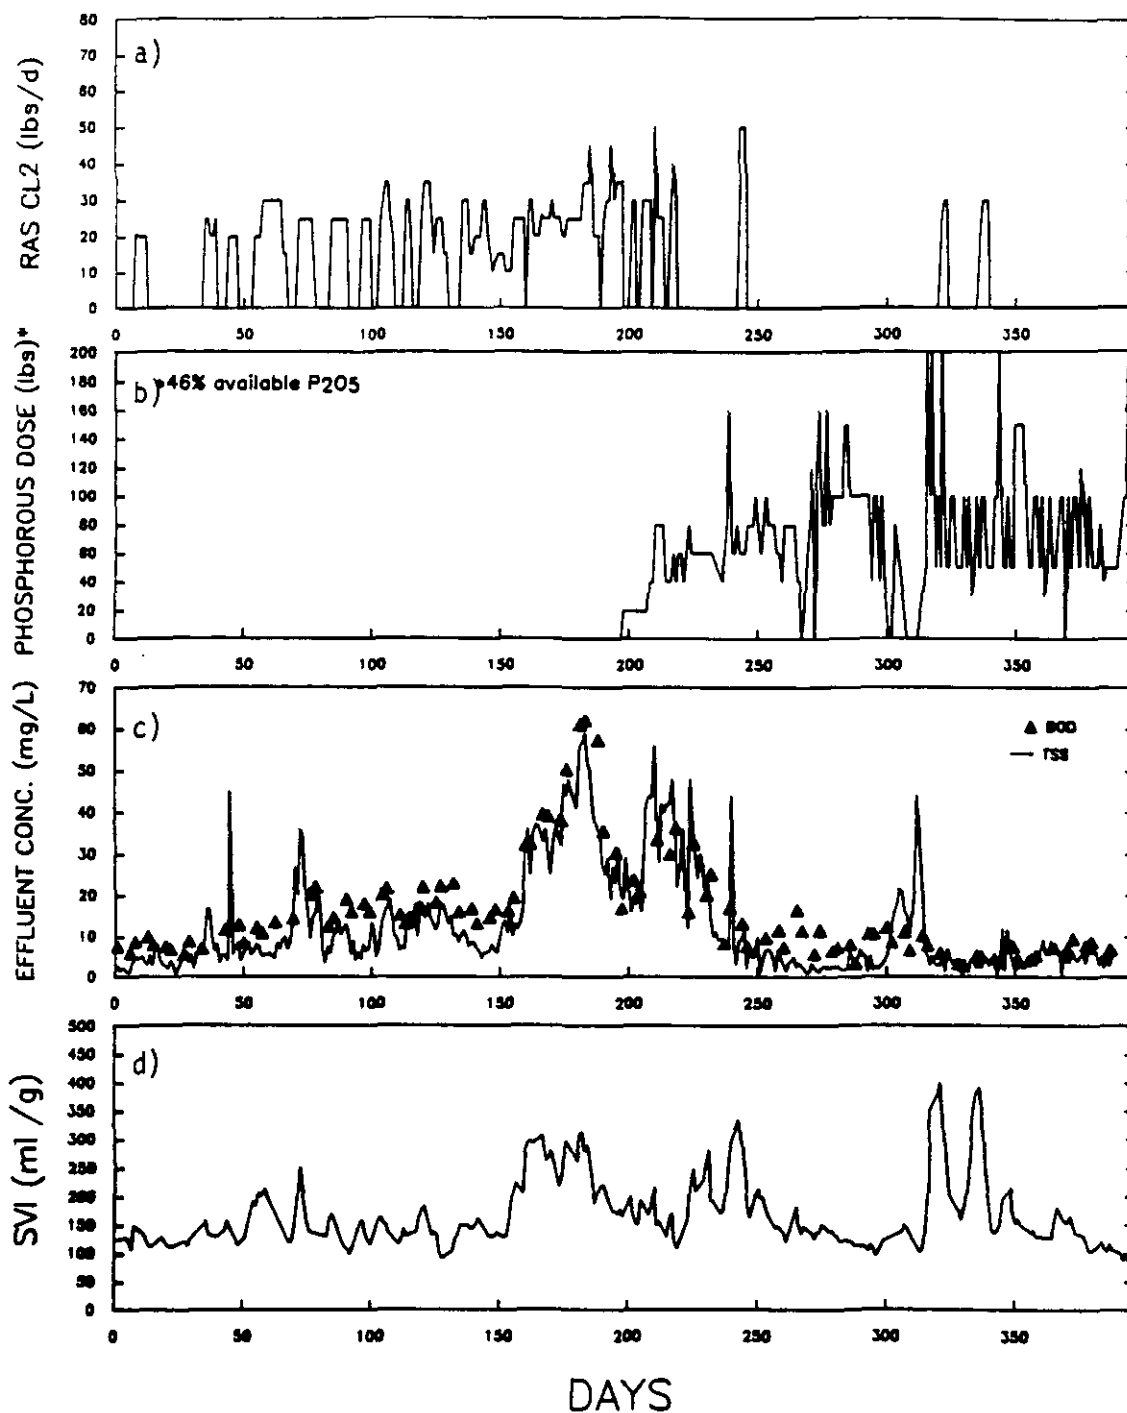 a)
RAS CL2 (lbs/d)
80
70
60
50
40
30
20
10
0
0 50 100 150 200 250 300 350
b) *46% available P2O5
PHOSPHOROUS DOSE (lbs)*
200
180
160
140
120
100
80
60
40
20
0
0 50 100 150 200 250 300 350
c)
EFFLUENT CONC. (mg/L)
70
60
50
40
30
20
10
0
BOD
TSS
0 50 100 150 200 250 300 350
d)
SVI (ml/g)
500
450
400
350
300
250
200
150
100
50
0
0 50 100 150 200 250 300 350
DAYS